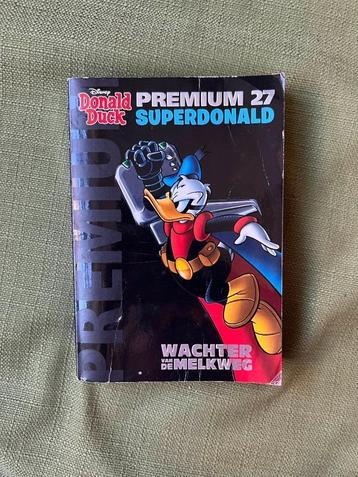 Disney
Donald Duck
PREMIUM 27
SUPERDONALD
PREMIUM
WACHTER
VAN DE MELKWEG